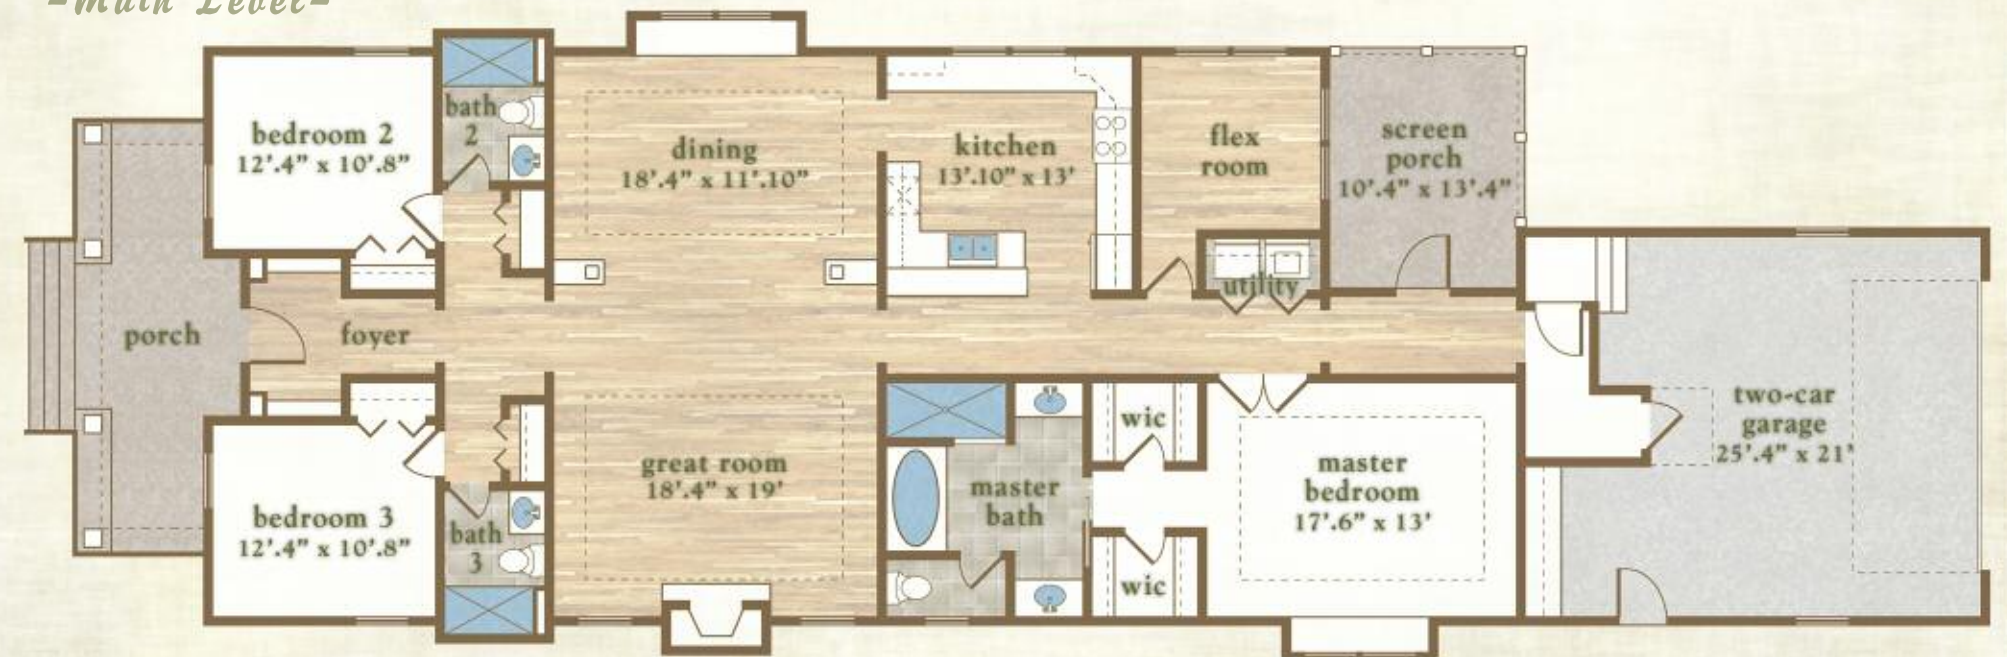 -Main Level-
bedroom 2
12'.4" x 10'.8"
bath
2
dining
18'.4" x 11'.10"
kitchen
13'.10" x 13'
flex
room
screen
porch
10'.4" x 13'.4"
utility
porch
foyer
two-car
garage
25'.4" x 21'
bedroom 3
12'.4" x 10'.8"
bath
3
great room
18'.4" x 19'
master
bath
wic
wic
master
bedroom
17'.6" x 13'